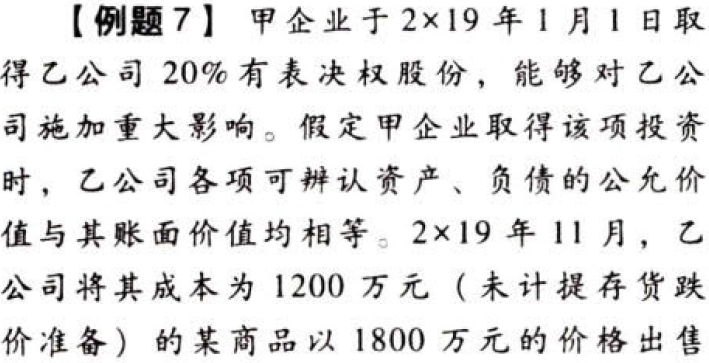 【例题7】 甲企业于2×19年1月1日取
得乙公司20%有表决权股份，能够对乙公
司施加重大影响。假定甲企业取得该项投资
时，乙公司各项可辨认资产、负债的公允价
值与其账面价值均相等。2×19年11月，乙
公司将其成本为1200万元（未计提存货跌
价准备）的某商品以1800万元的价格出售